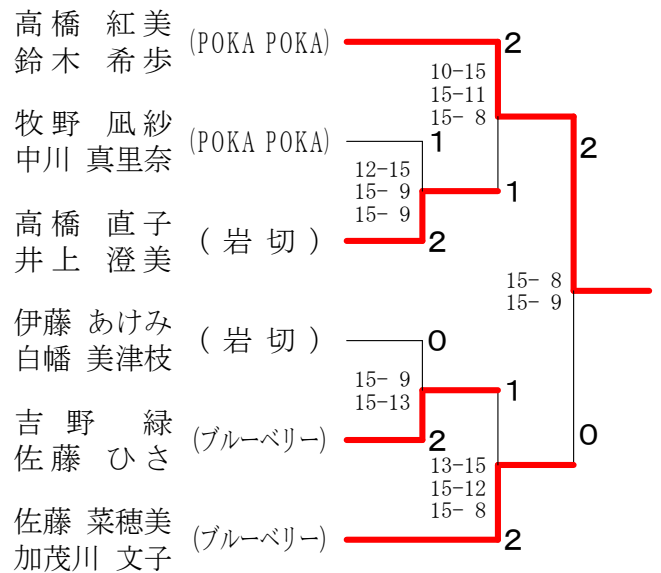 高橋 紅美
鈴木 希歩
(POKA POKA)
2
10-15
15-11
15- 8
牧野 凪紗
中川 真里奈
(POKA POKA)
1
2
12-15
15- 9
15- 9
1
高橋 直子
井上 澄美
(岩切)
2
15- 8
15- 9
伊藤 あけみ
白幡 美津枝
(岩切)
0
15- 9
15-13
1
吉野 緑
佐藤 ひさ
(ブルーベリー)
2
0
13-15
15-12
15- 8
佐藤 菜穂美
加茂川 文子
(ブルーベリー)
2